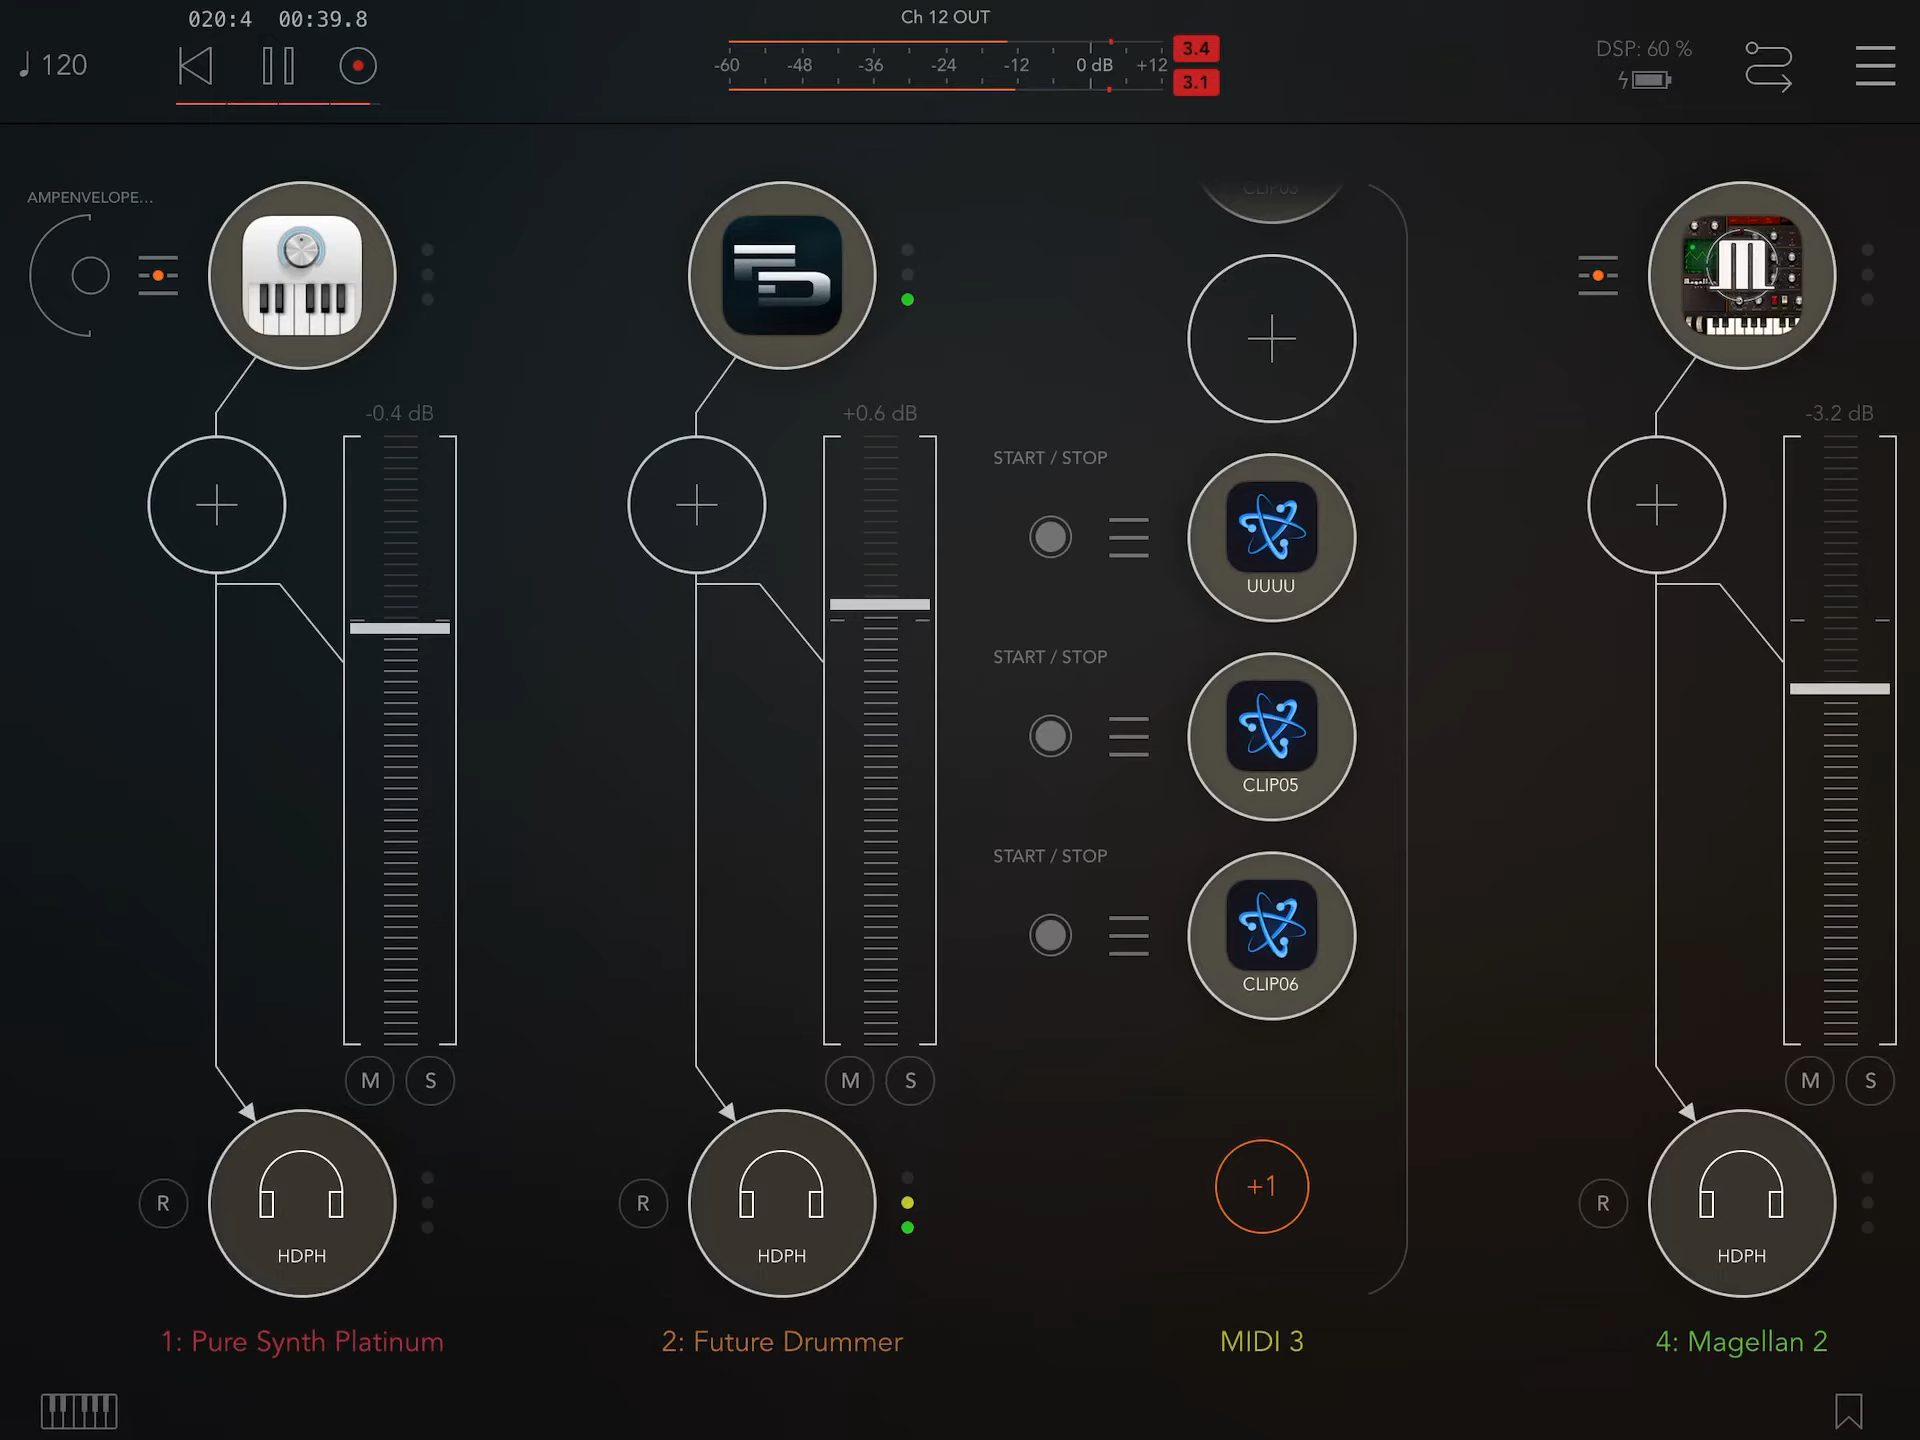 020:4 00:39.8
Ch 12 OUT
120
-60 -48 -36 -24 -12 0 dB +12
3.4
3.1
DSP: 60 %
AMPENVELOPE...
CLIP03
-0.4 dB
+0.6 dB
-3.2 dB
START / STOP
UUUU
START / STOP
CLIP05
START / STOP
CLIP06
M S
M S
M S
R
HDPH
R
HDPH
+1
R
HDPH
1: Pure Synth Platinum
2: Future Drummer
MIDI 3
4: Magellan 2